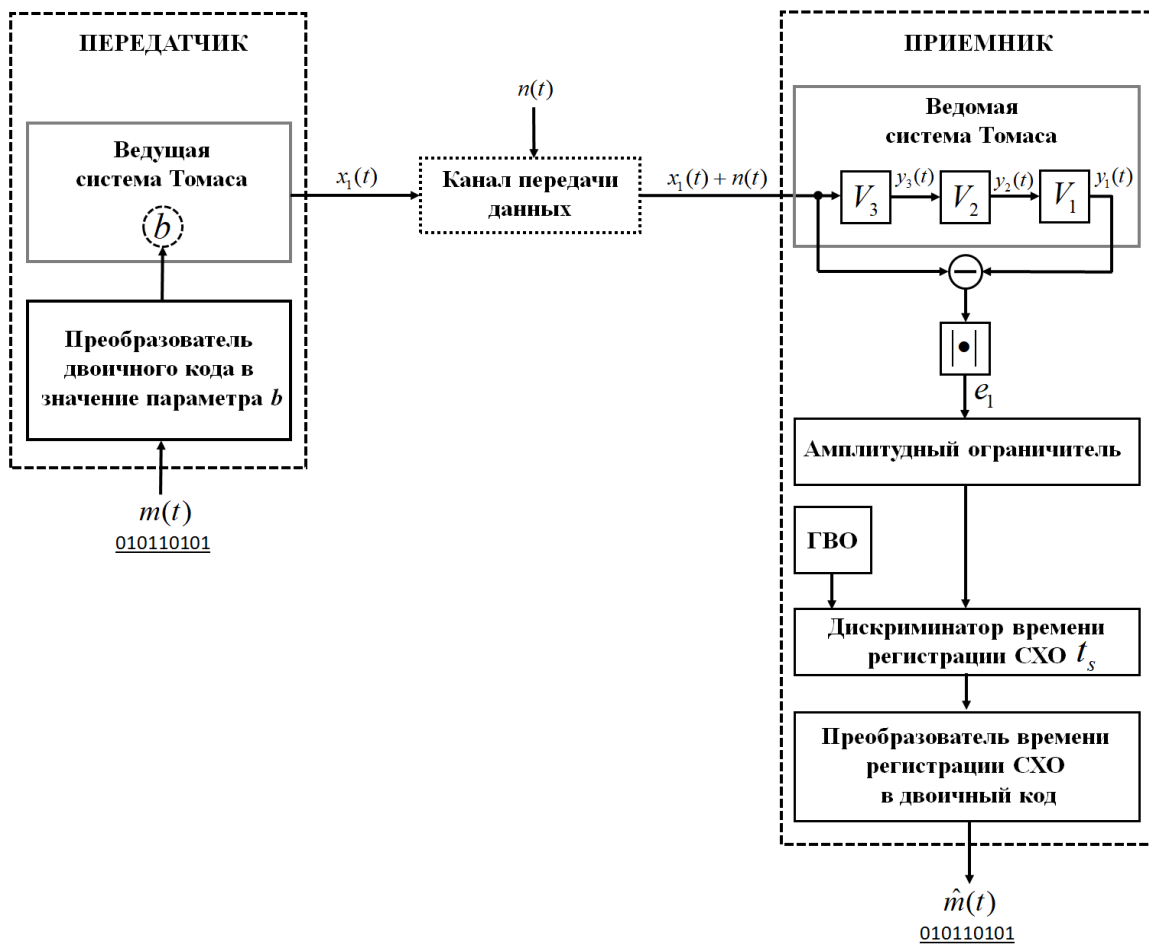 ПЕРЕДАТЧИК
Ведущая
система Томаса
b
Преобразователь
двоичного кода в
значение параметра b
m(t)
010110101
x₁(t)
n(t)
Канал передачи
данных
x₁(t) + n(t)
ПРИЕМНИК
Ведомая
система Томаса
V₃ y₃(t) V₂ y₂(t) V₁ y₁(t)
−
|•|
e₁
Амплитудный ограничитель
ГВО
Дискриминатор времени
регистрации СХО tₛ
Преобразователь времени
регистрации СХО
в двоичный код
m̂(t)
010110101